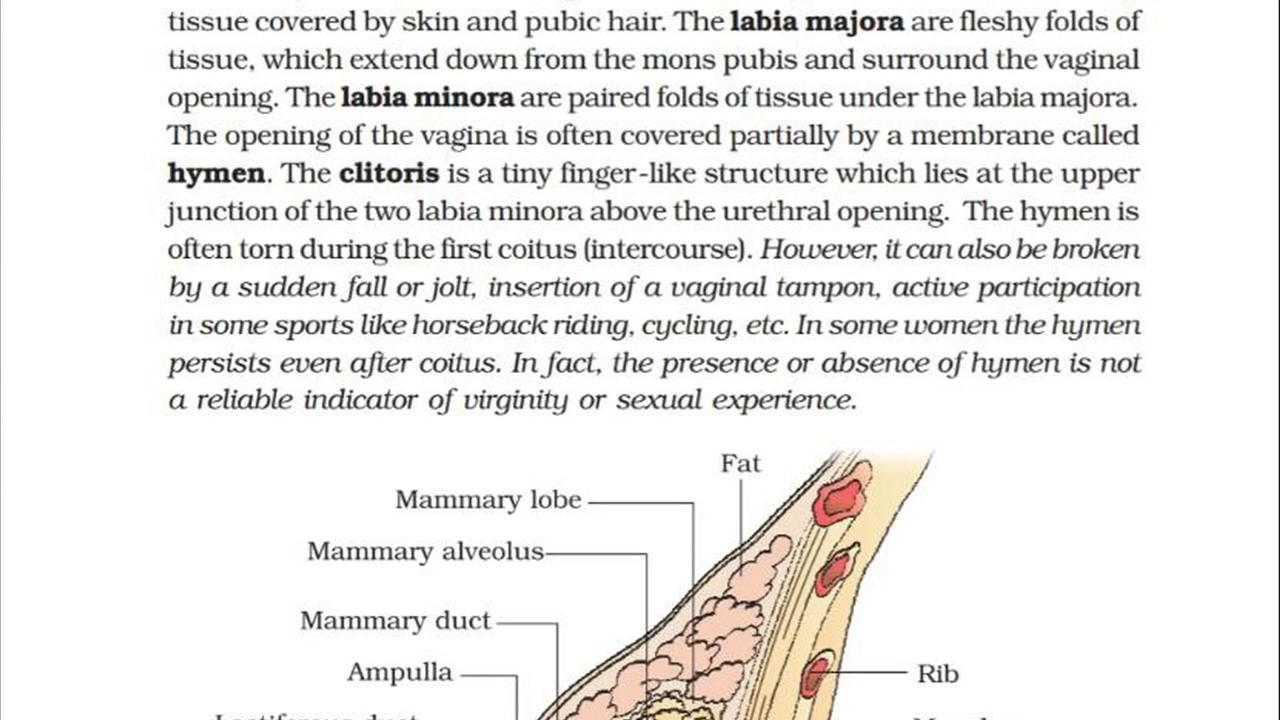 tissue covered by skin and pubic hair. The labia majora are fleshy folds of
tissue, which extend down from the mons pubis and surround the vaginal
opening. The labia minora are paired folds of tissue under the labia majora.
The opening of the vagina is often covered partially by a membrane called
hymen. The clitoris is a tiny finger-like structure which lies at the upper
junction of the two labia minora above the urethral opening. The hymen is
often torn during the first coitus (intercourse). However, it can also be broken
by a sudden fall or jolt, insertion of a vaginal tampon, active participation
in some sports like horseback riding, cycling, etc. In some women the hymen
persists even after coitus. In fact, the presence or absence of hymen is not
a reliable indicator of virginity or sexual experience.
Fat
Mammary lobe
Mammary alveolus
Mammary duct
Ampulla
Rib